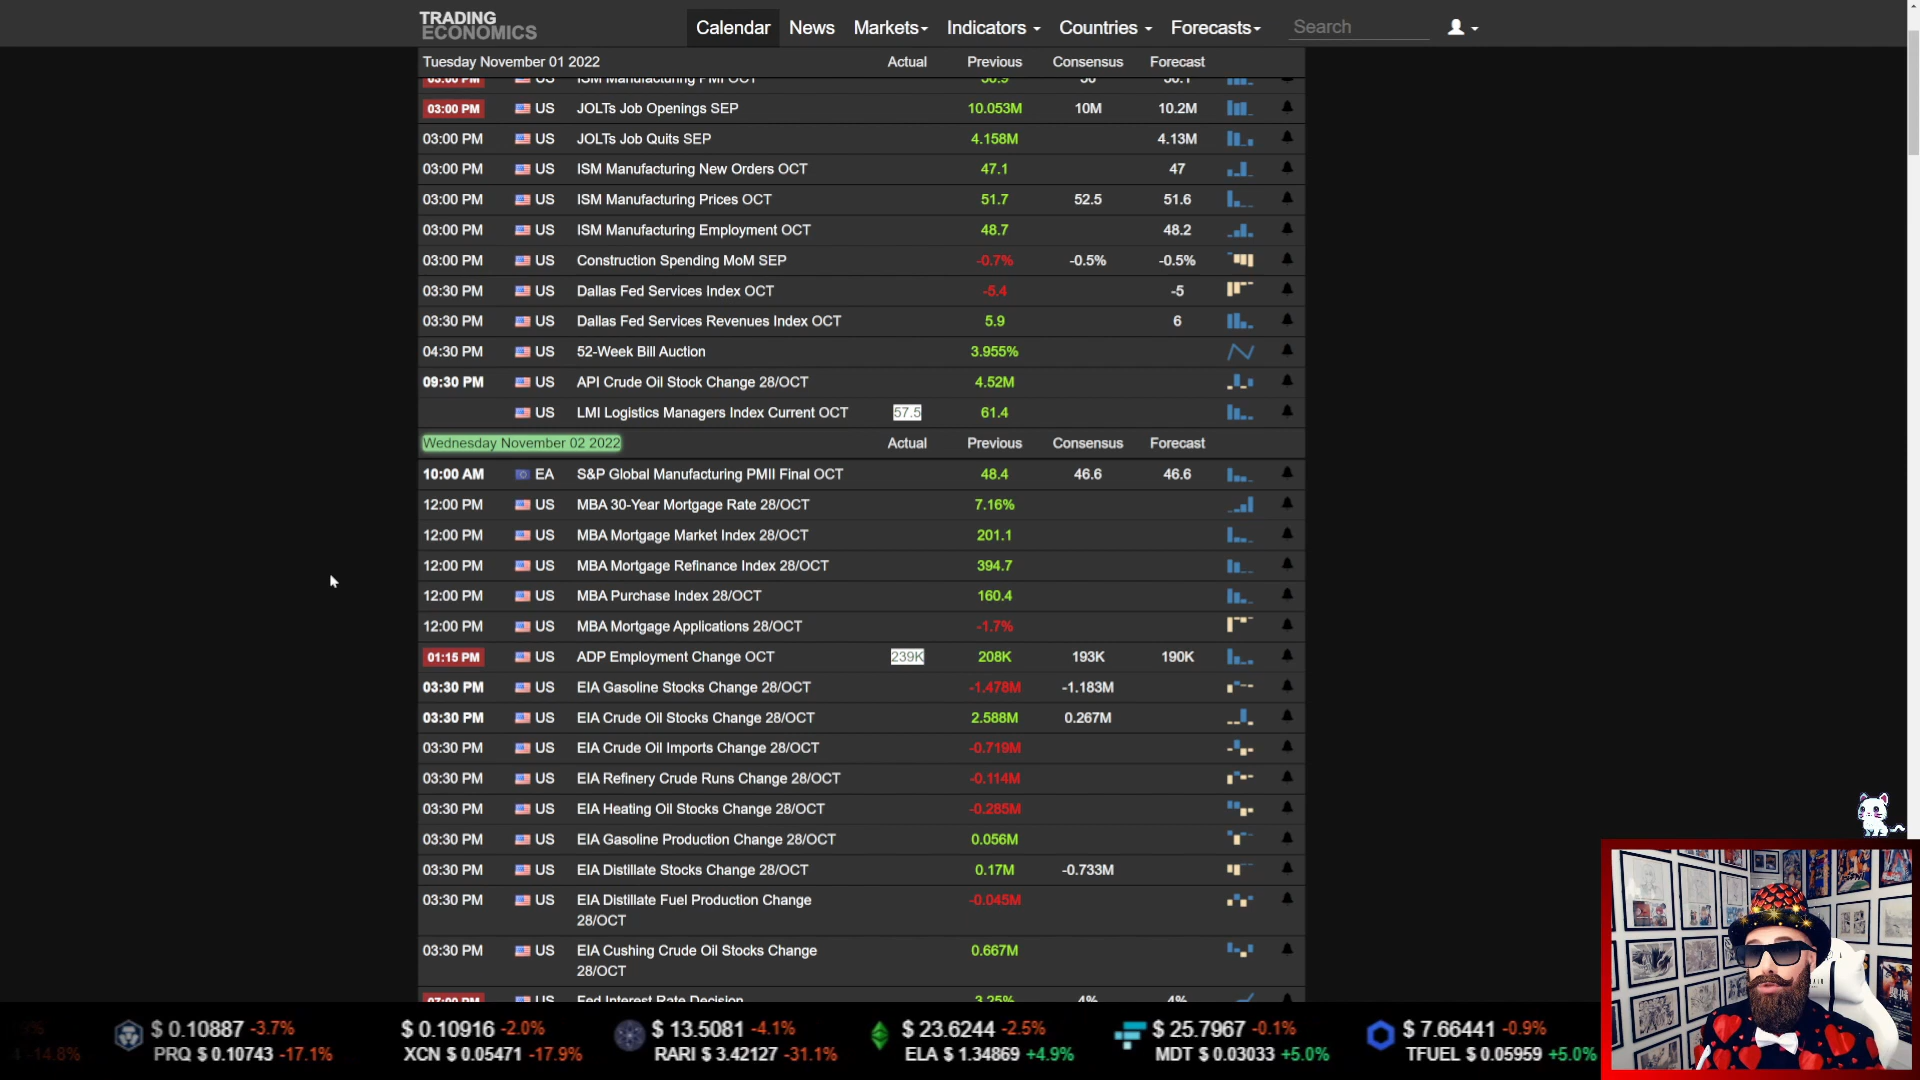 TRADING
ECONOMICS
Calendar News Markets Indicators Countries Forecasts Search
Tuesday November 01 2022 Actual Previous Consensus Forecast
03:00 PM US ISM Manufacturing PMI OCT 50.9 50 50.1
03:00 PM US JOLTs Job Openings SEP 10.053M 10M 10.2M
03:00 PM US JOLTs Job Quits SEP 4.158M 4.13M
03:00 PM US ISM Manufacturing New Orders OCT 47.1 47
03:00 PM US ISM Manufacturing Prices OCT 51.7 52.5 51.6
03:00 PM US ISM Manufacturing Employment OCT 48.7 48.2
03:00 PM US Construction Spending MoM SEP -0.7% -0.5% -0.5%
03:30 PM US Dallas Fed Services Index OCT -5.4 -5
03:30 PM US Dallas Fed Services Revenues Index OCT 5.9 6
04:30 PM US 52-Week Bill Auction 3.955%
09:30 PM US API Crude Oil Stock Change 28/OCT 4.52M
US LMI Logistics Managers Index Current OCT 57.5 61.4
Wednesday November 02 2022 Actual Previous Consensus Forecast
10:00 AM EA S&P Global Manufacturing PMII Final OCT 48.4 46.6 46.6
12:00 PM US MBA 30-Year Mortgage Rate 28/OCT 7.16%
12:00 PM US MBA Mortgage Market Index 28/OCT 201.1
12:00 PM US MBA Mortgage Refinance Index 28/OCT 394.7
12:00 PM US MBA Purchase Index 28/OCT 160.4
12:00 PM US MBA Mortgage Applications 28/OCT -1.7%
01:15 PM US ADP Employment Change OCT 239K 208K 193K 190K
03:30 PM US EIA Gasoline Stocks Change 28/OCT -1.478M -1.183M
03:30 PM US EIA Crude Oil Stocks Change 28/OCT 2.588M 0.267M
03:30 PM US EIA Crude Oil Imports Change 28/OCT -0.719M
03:30 PM US EIA Refinery Crude Runs Change 28/OCT -0.114M
03:30 PM US EIA Heating Oil Stocks Change 28/OCT -0.285M
03:30 PM US EIA Gasoline Production Change 28/OCT 0.056M
03:30 PM US EIA Distillate Stocks Change 28/OCT 0.17M -0.733M
03:30 PM US EIA Distillate Fuel Production Change -0.045M
28/OCT
03:30 PM US EIA Cushing Crude Oil Stocks Change 0.667M
28/OCT
07:00 PM US Fed Interest Rate Decision 3.25% 4% 4%
$ 0.10887 -3.7% $ 0.10916 -2.0% $ 13.5081 -4.1% $ 23.6244 -2.5% $ 25.7967 -0.1% $ 7.66441 -0.9%
-14.8% PRQ $ 0.10743 -17.1% XCN $ 0.05471 -17.9% RARI $ 3.42127 -31.1% ELA $ 1.34869 +4.9% MDT $ 0.03033 +5.0% TFUEL $ 0.05959 +5.0%